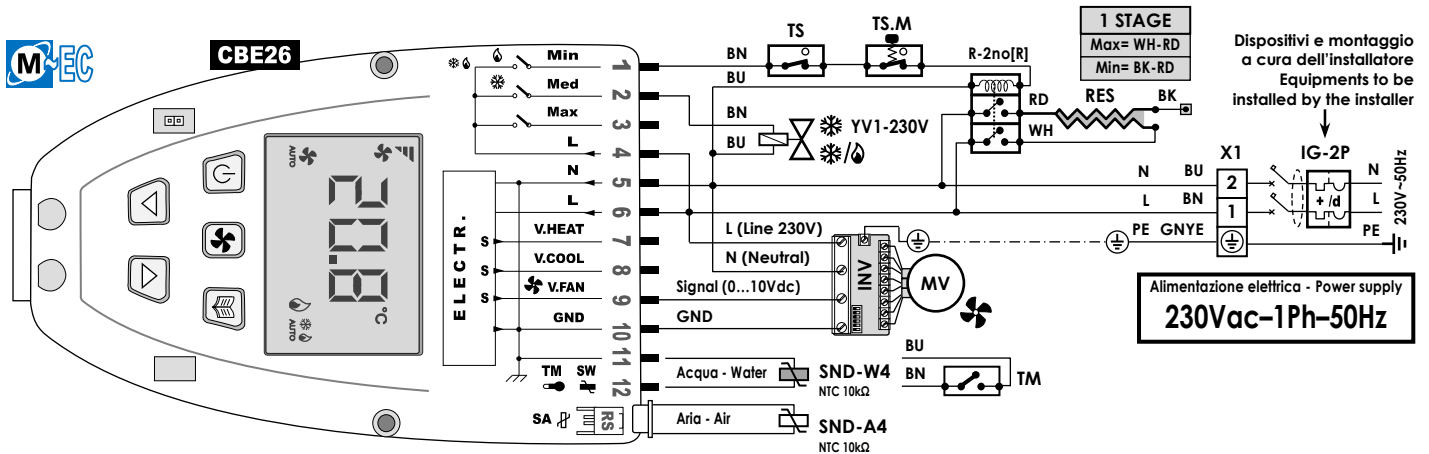 M EC
CBE26
AUTO
20.8
°C
AUTO
ELECTR.
Min
Med
Max
L
N
L
V.HEAT
V.COOL
V.FAN
GND
S
S
S
TM
SW
SA
RS
1
2
3
4
5
6
7
8
9
10
11
12
BN
BU
TS
TS.M
R-2no[R]
BN
BU
YV1-230V
RD
WH
RES
BK
1 STAGE
Max= WH-RD
Min= BK-RD
Dispositivi e montaggio
a cura dell'installatore
Equipments to be
installed by the installer
X1
IG-2P
N
BU
2
N
L
BN
1
+ /d
L
230V~50Hz
PE
GNYE
PE
L (Line 230V)
N (Neutral)
Signal (0...10Vdc)
GND
INV
MV
Alimentazione elettrica - Power supply
230Vac–1Ph–50Hz
Acqua - Water
SND-W4
NTC 10kΩ
BU
BN
TM
Aria - Air
SND-A4
NTC 10kΩ